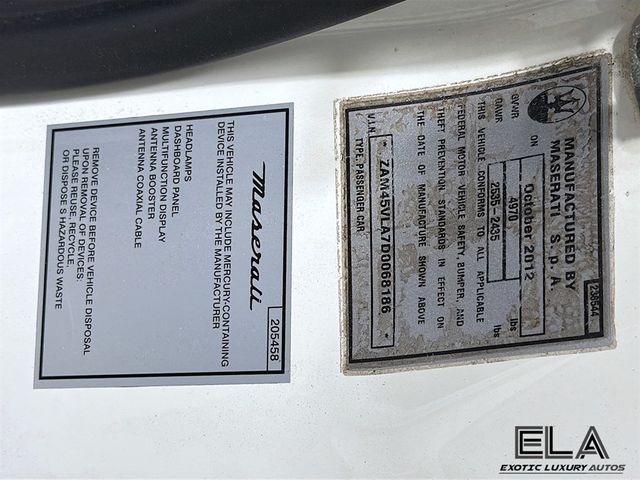 Maserati
205458
THIS VEHICLE MAY INCLUDE MERCURY-CONTAINING
DEVICE INSTALLED BY THE MANUFACTURER
HEADLAMPS
DASHBOARD PANEL
MULTIFUNCTION DISPLAY
ANTENNA BOOSTER
ANTENNA COAXIAL CABLE
REMOVE DEVICE BEFORE VEHICLE DISPOSAL
UPON REMOVAL OF DEVICES:
PLEASE REUSE, RECYCLE
OR DISPOSE S HAZARDOUS WASTE
238544
MANUFACTURED BY
MASERATI S.p.A.
ON October 2012
GVWR 4970 lbs
GAWR 2535 - 2435 lbs
THIS VEHICLE CONFORMS TO ALL APPLICABLE
FEDERAL MOTOR VEHICLE SAFETY, BUMPER, AND
THEFT PREVENTION STANDARDS IN EFFECT ON
THE DATE OF MANUFACTURE SHOWN ABOVE
V.I.N. * ZAM45VLA7D0068186 *
TYPE: PASSENGER CAR
ELA
EXOTIC LUXURY AUTOS